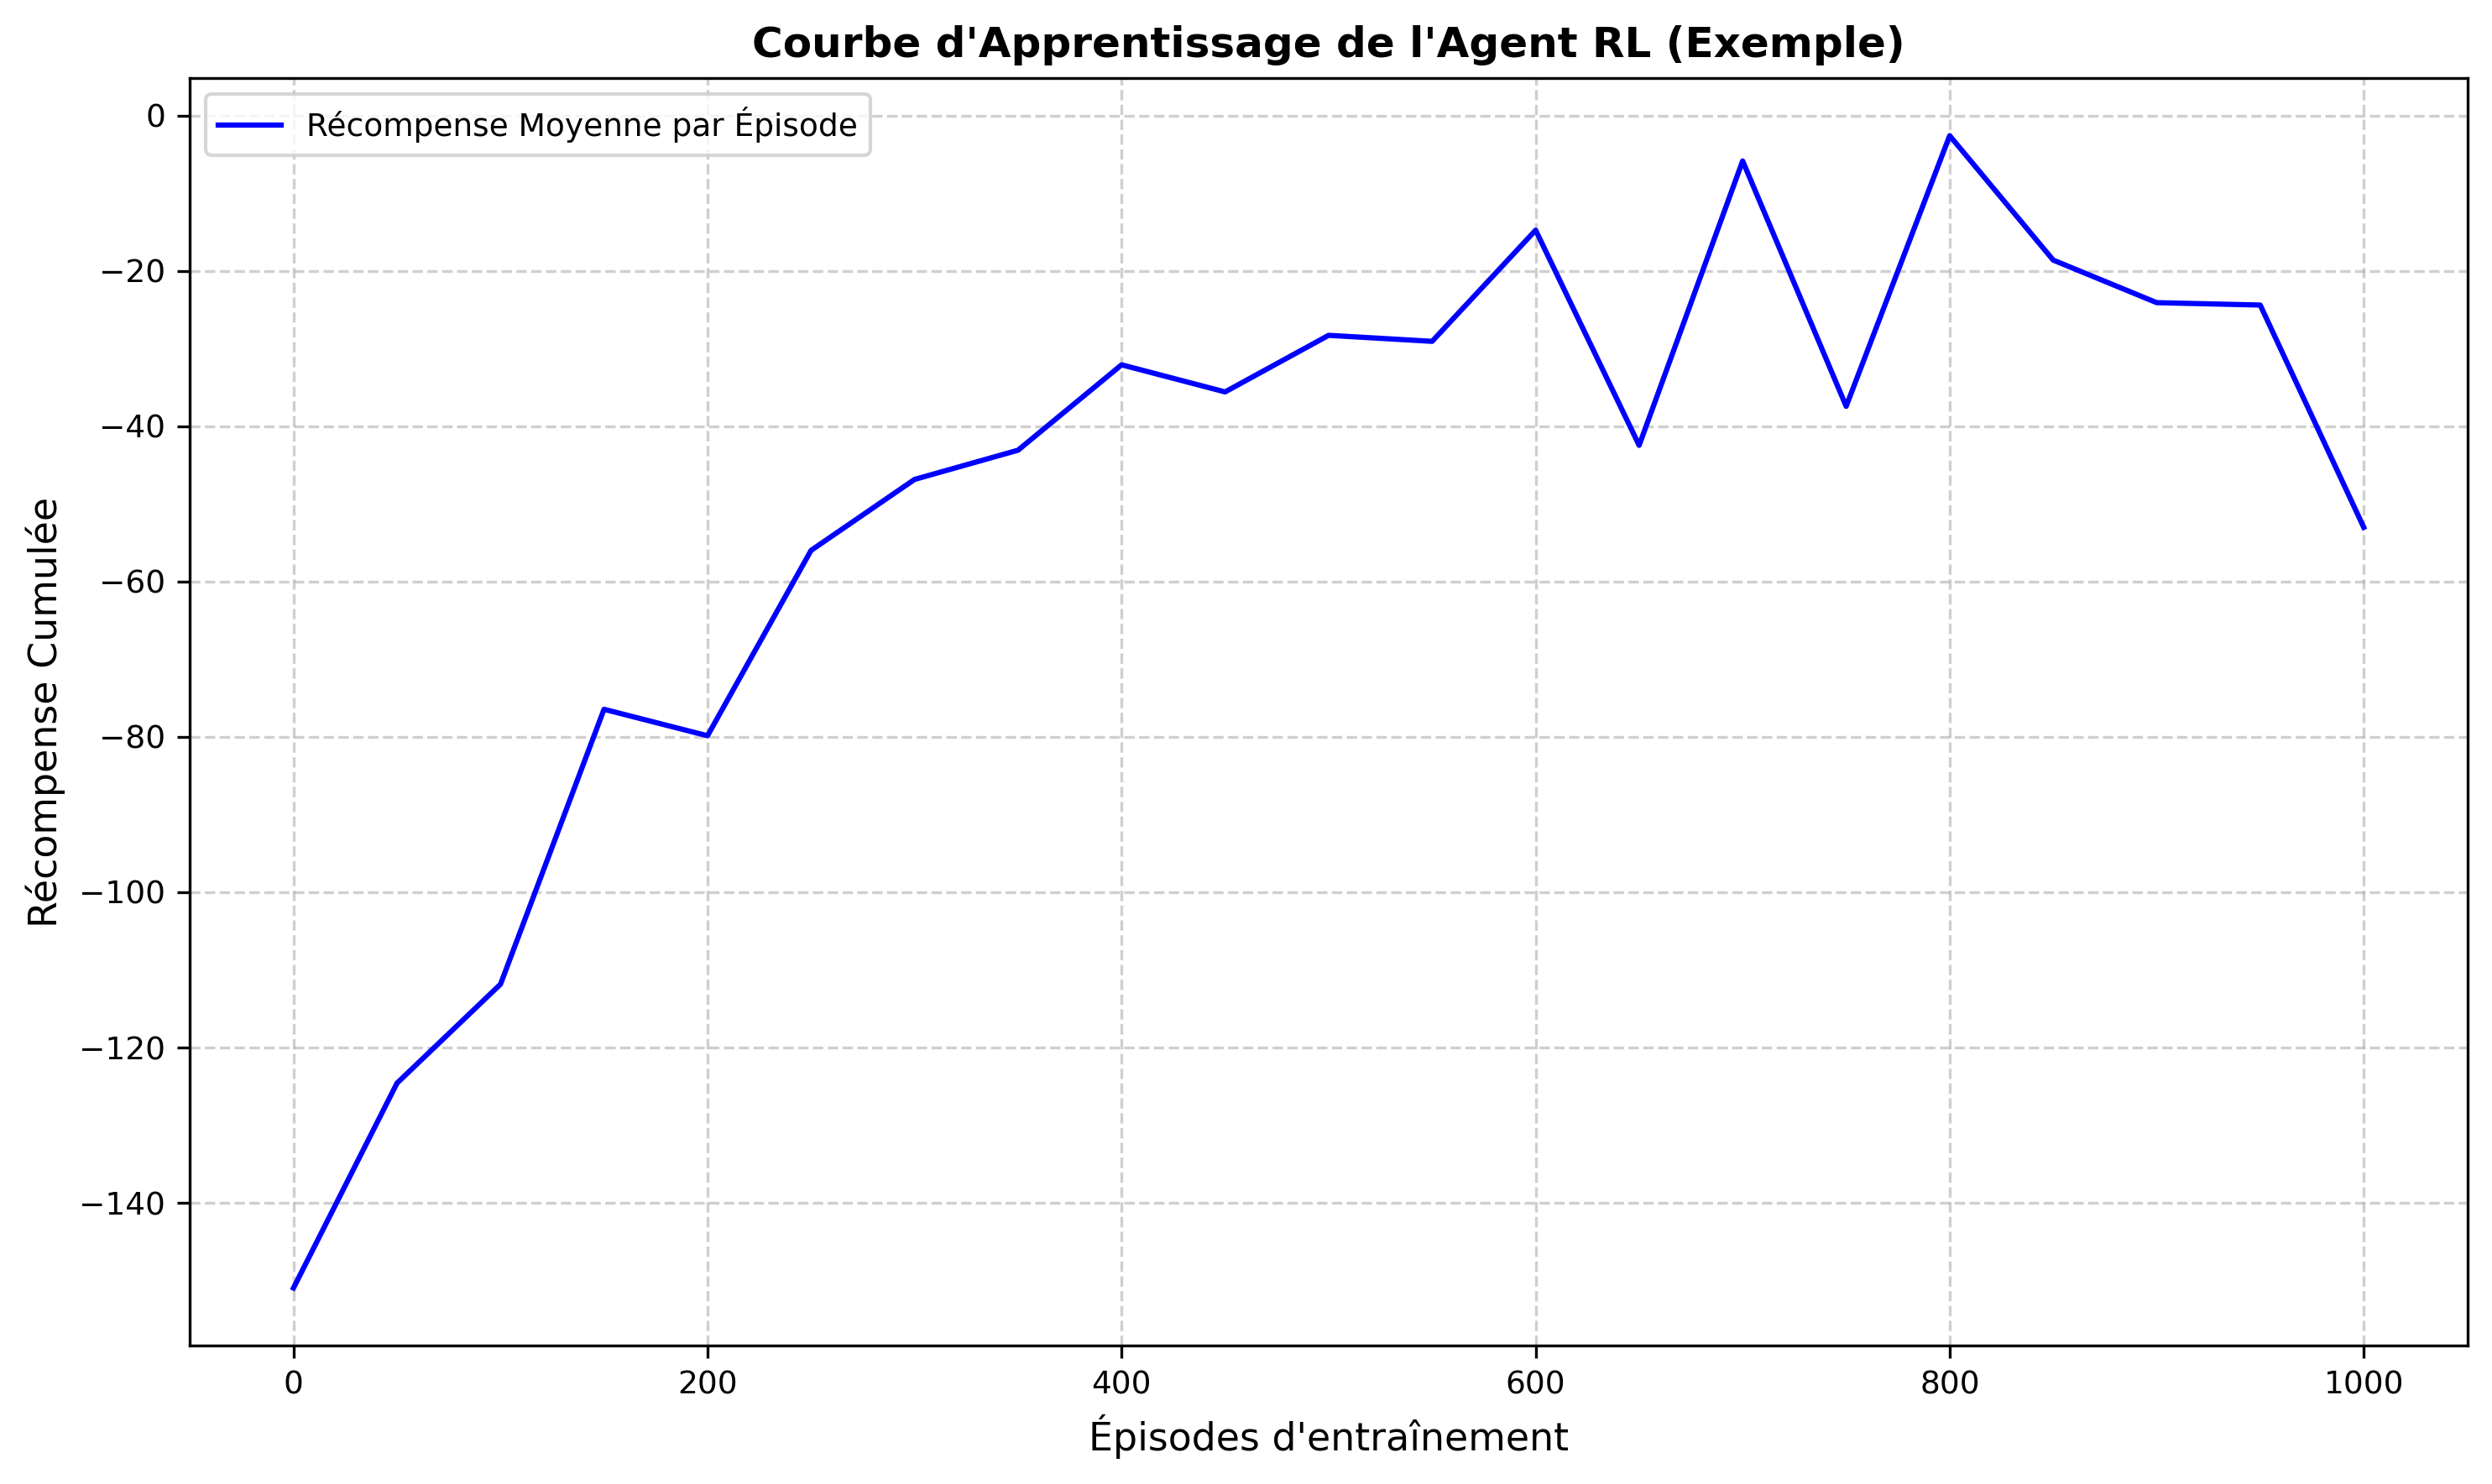 Courbe d'Apprentissage de l'Agent RL (Exemple)
Récompense Moyenne par Épisode
Récompense Cumulée
0
−20
−40
−60
−80
−100
−120
−140
0 200 400 600 800 1000
Épisodes d'entraînement